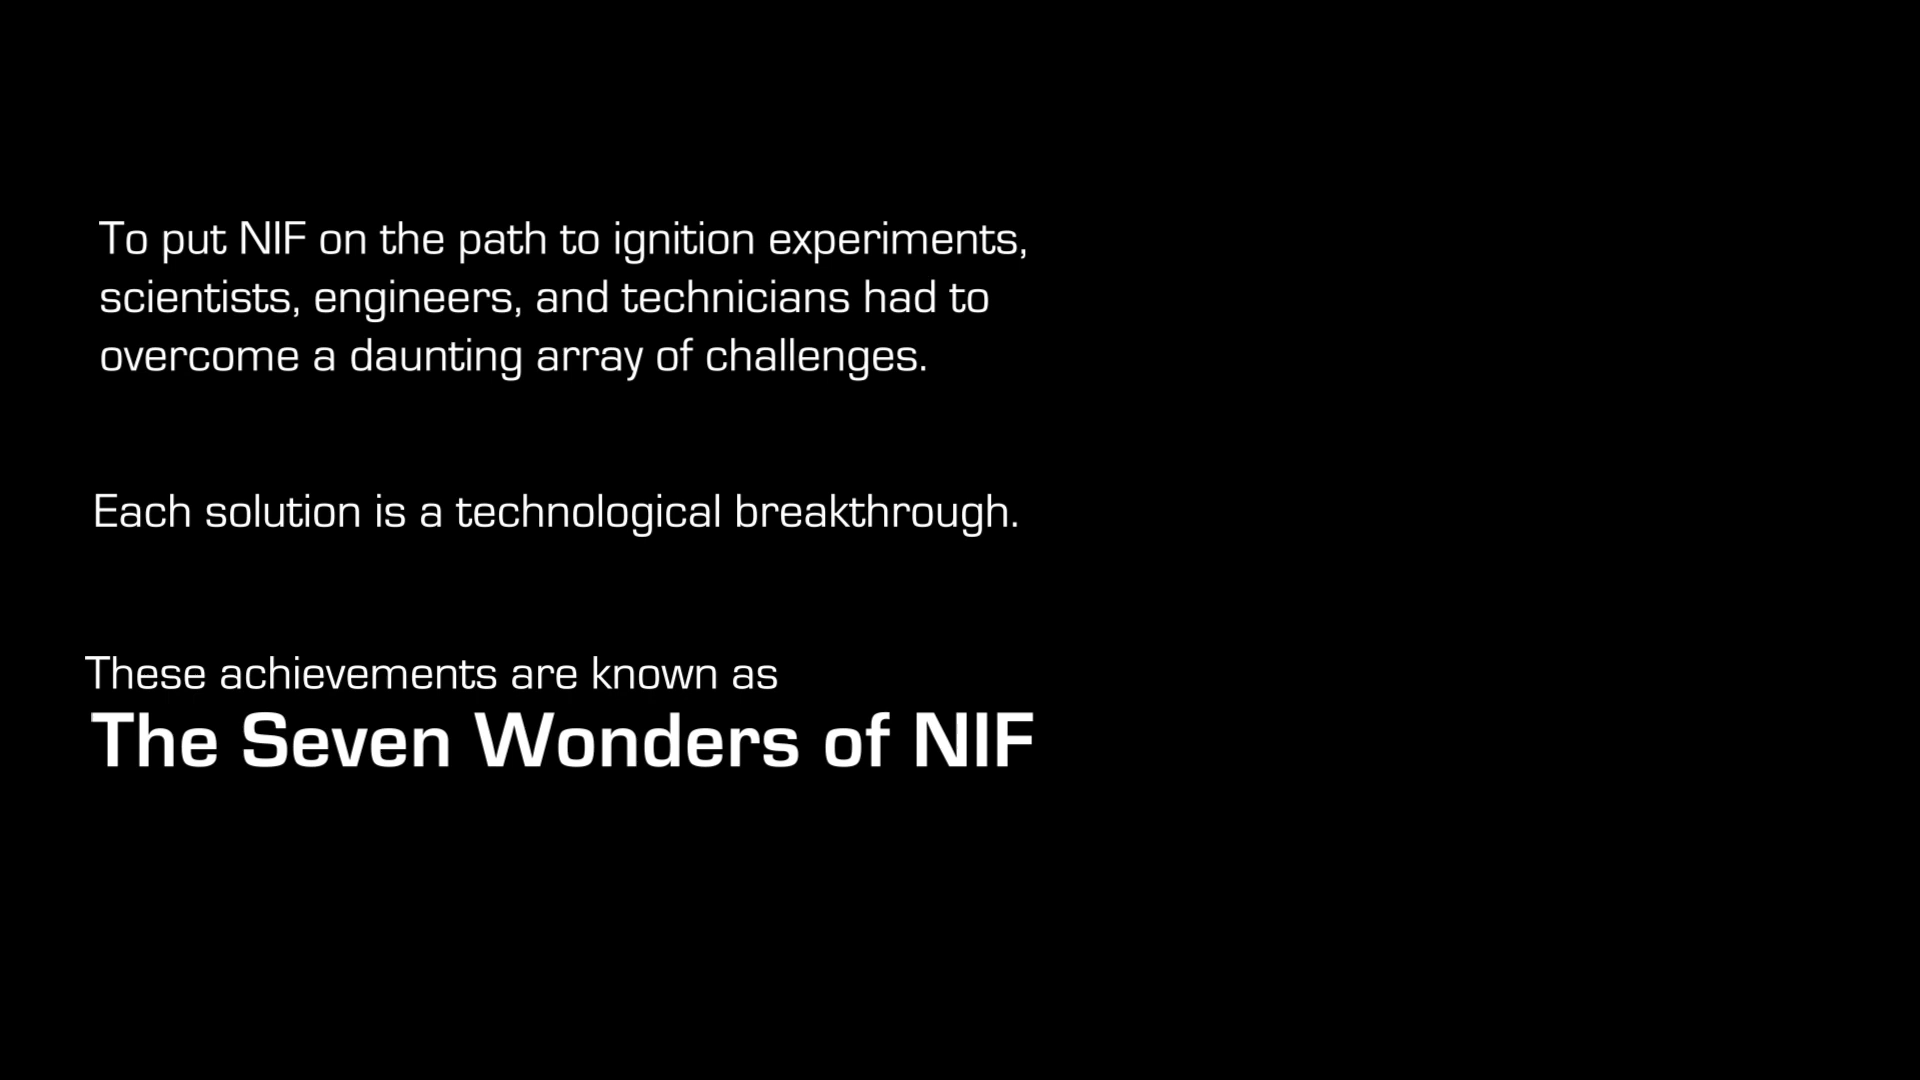 To put NIF on the path to ignition experiments,
scientists, engineers, and technicians had to
overcome a daunting array of challenges.
Each solution is a technological breakthrough.
These achievements are known as
The Seven Wonders of NIF